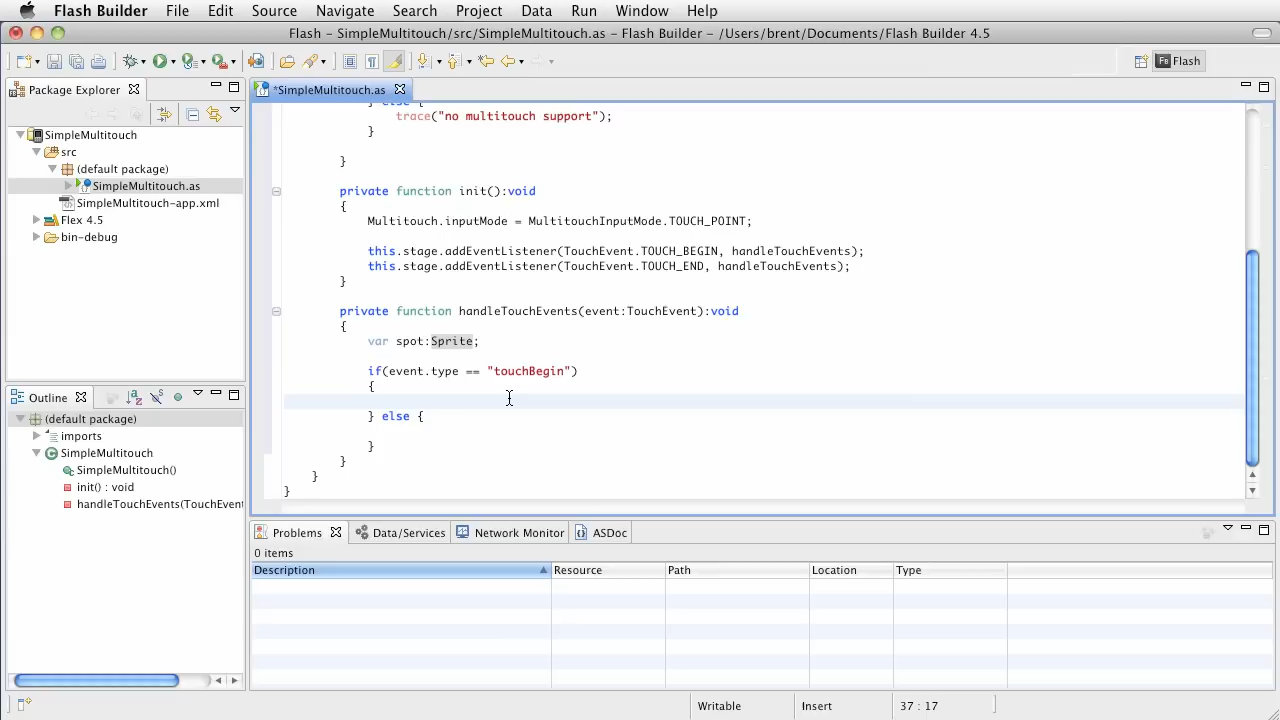 Flash Builder File Edit Source Navigate Search Project Data Run Window Help
Flash – SimpleMultitouch/src/SimpleMultitouch.as – Flash Builder – /Users/brent/Documents/Flash Builder 4.5
Fb Flash
Package Explorer
SimpleMultitouch
src
(default package)
SimpleMultitouch.as
SimpleMultitouch-app.xml
Flex 4.5
bin-debug
Outline
(default package)
imports
SimpleMultitouch
SimpleMultitouch()
init() : void
handleTouchEvents(TouchEvent
*SimpleMultitouch.as
} else {
trace("no multitouch support");
}
}
private function init():void
{
Multitouch.inputMode = MultitouchInputMode.TOUCH_POINT;
this.stage.addEventListener(TouchEvent.TOUCH_BEGIN, handleTouchEvents);
this.stage.addEventListener(TouchEvent.TOUCH_END, handleTouchEvents);
}
private function handleTouchEvents(event:TouchEvent):void
{
var spot:Sprite;
if(event.type == "touchBegin")
{
} else {
}
}
}
}
Problems Data/Services Network Monitor ASDoc
0 items
Description Resource Path Location Type
Writable Insert 37 : 17